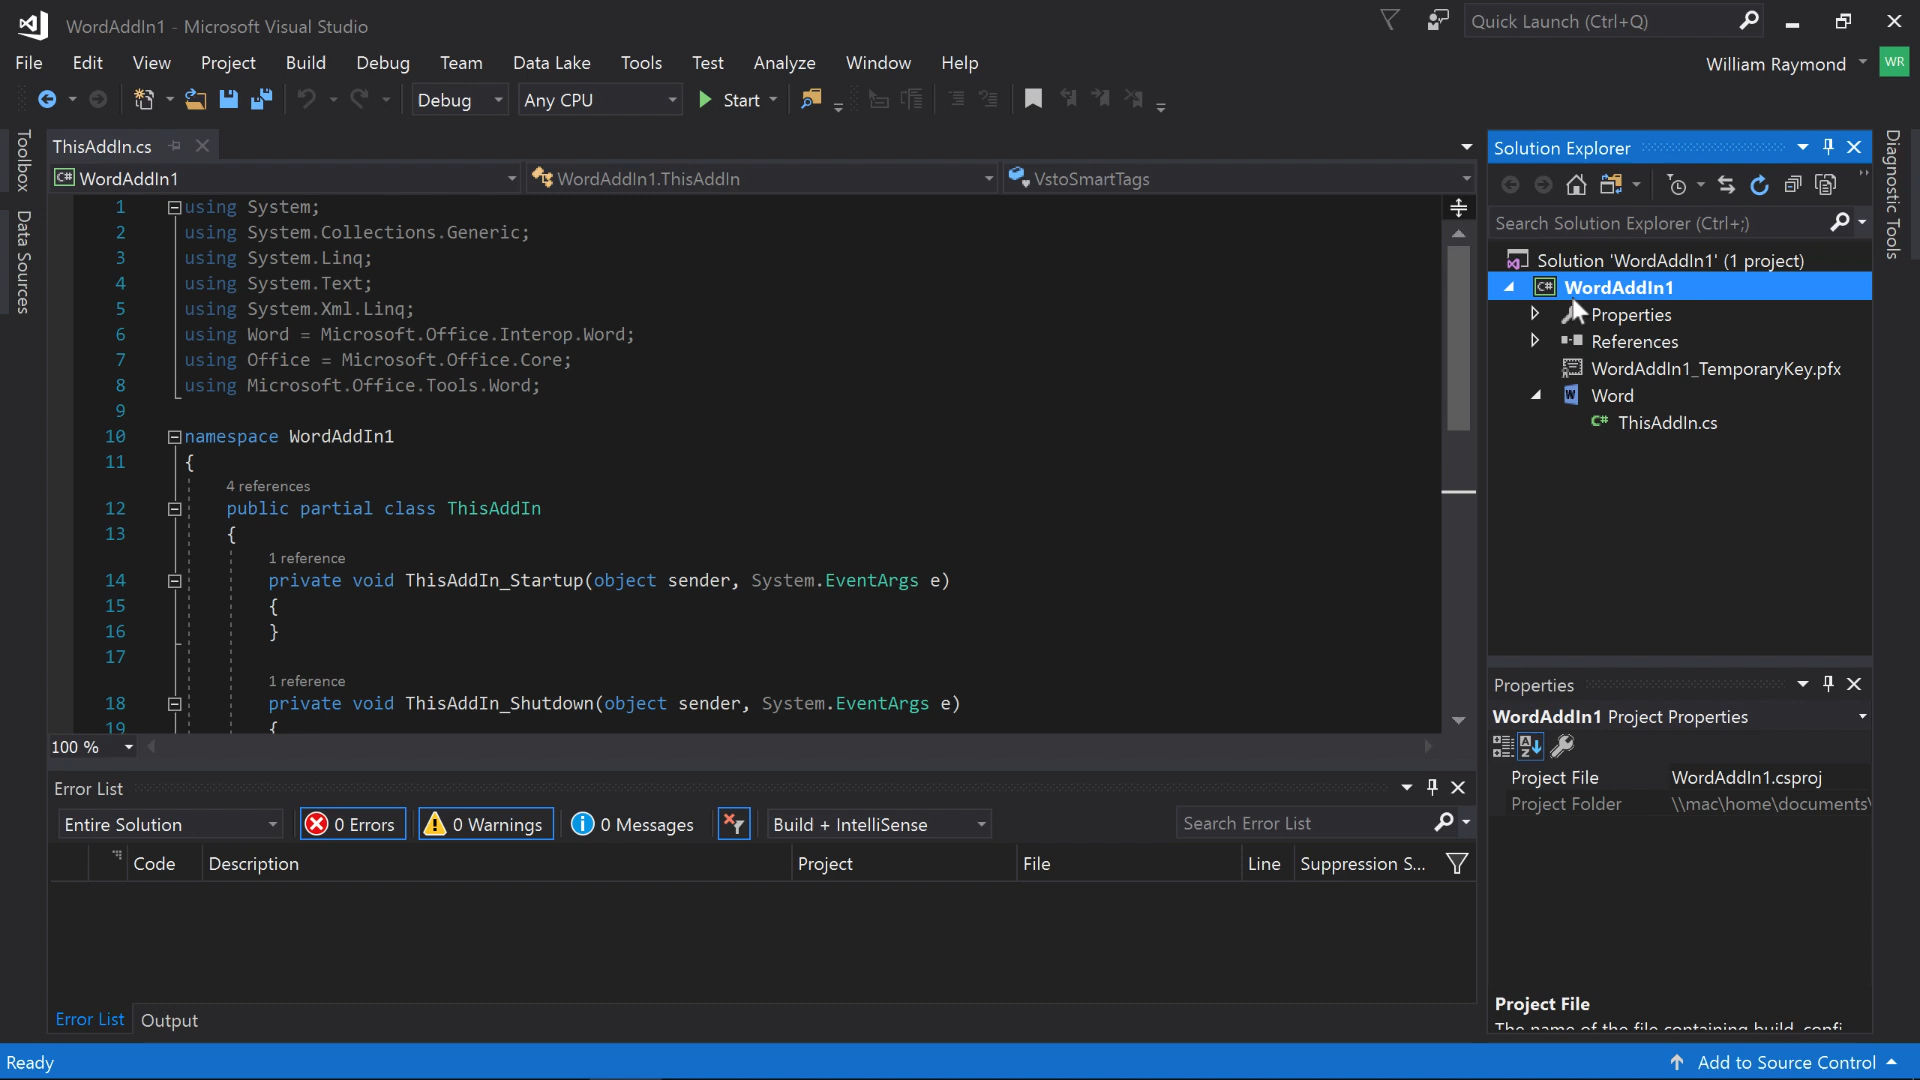 WordAddIn1 - Microsoft Visual Studio
Quick Launch (Ctrl+Q)
File Edit View Project Build Debug Team Data Lake Tools Test Analyze Window Help
William Raymond WR
Debug Any CPU Start
Toolbox
Data Sources
ThisAddIn.cs
C# WordAddIn1 WordAddIn1.ThisAddIn VstoSmartTags
1 using System;
2 using System.Collections.Generic;
3 using System.Linq;
4 using System.Text;
5 using System.Xml.Linq;
6 using Word = Microsoft.Office.Interop.Word;
7 using Office = Microsoft.Office.Core;
8 using Microsoft.Office.Tools.Word;
9
10 namespace WordAddIn1
11 {
4 references
12 public partial class ThisAddIn
13 {
1 reference
14 private void ThisAddIn_Startup(object sender, System.EventArgs e)
15 {
16 }
17
1 reference
18 private void ThisAddIn_Shutdown(object sender, System.EventArgs e)
19 {
100 %
Error List
Entire Solution 0 Errors 0 Warnings 0 Messages Build + IntelliSense Search Error List
Code Description Project File Line Suppression S...
Error List Output
Solution Explorer
Search Solution Explorer (Ctrl+;)
Solution 'WordAddIn1' (1 project)
C# WordAddIn1
Properties
References
WordAddIn1_TemporaryKey.pfx
W Word
C# ThisAddIn.cs
Properties
WordAddIn1 Project Properties
Project File WordAddIn1.csproj
Project Folder \\mac\home\documents\
Project File
The name of the file containing build, confi
Diagnostic Tools
Ready
Add to Source Control